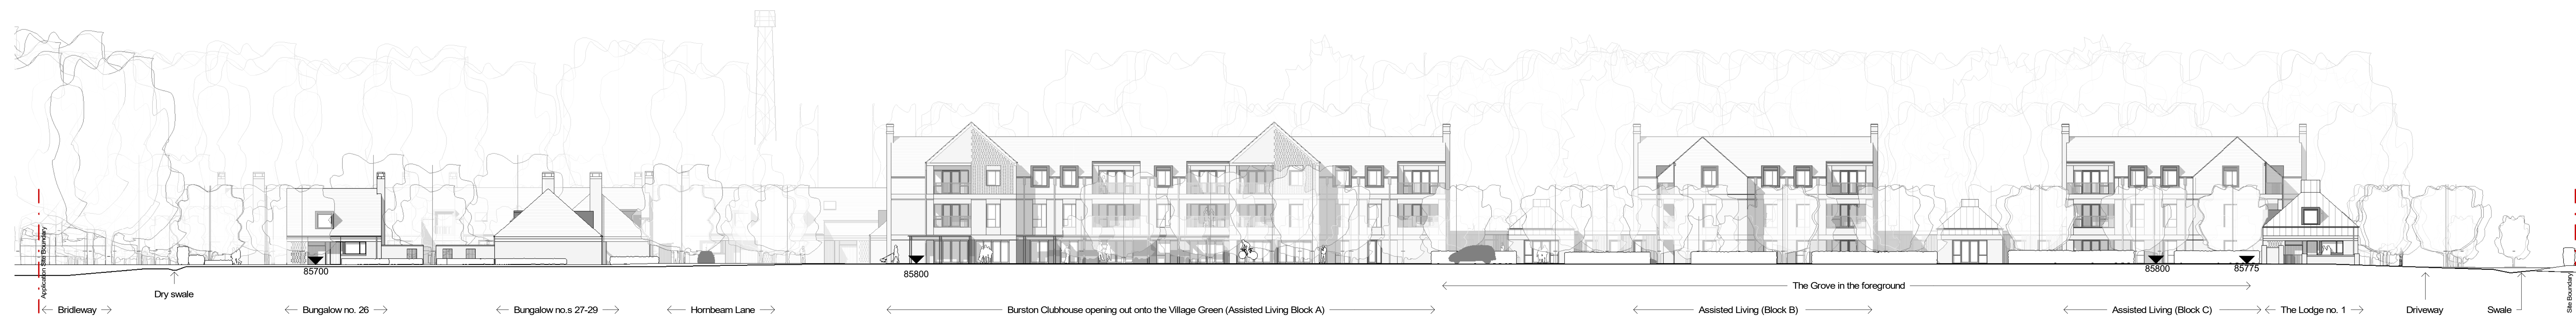 Application Site Boundary
85700
85800
85800
85775
Site Boundary
Dry swale
The Grove in the foreground
Bridleway
Bungalow no. 26
Bungalow no.s 27-29
Hornbeam Lane
Burston Clubhouse opening out onto the Village Green (Assisted Living Block A)
Assisted Living (Block B)
Assisted Living (Block C)
The Lodge no. 1
Driveway
Swale